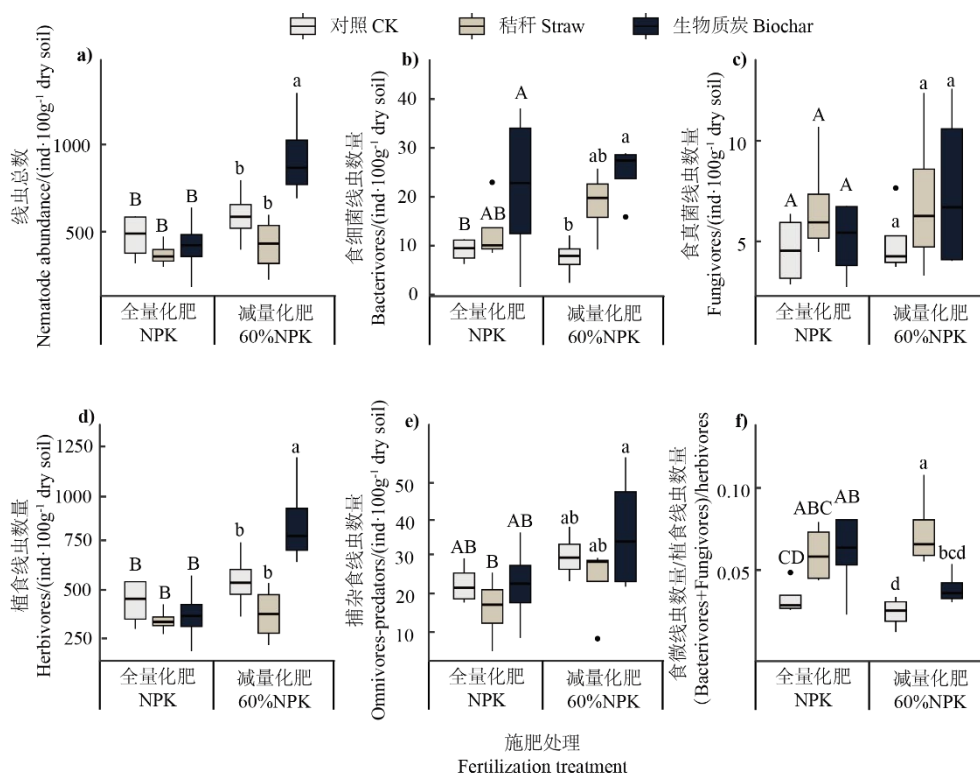 对照 CK
秸秆 Straw
生物质炭 Biochar
a)
线虫总数
Nematode abundance/(ind·100g⁻¹ dry soil)
1000
500
B
B
B
b
b
a
全量化肥
NPK
减量化肥
60%NPK
b)
食细菌线虫数量
Bacterivores/(ind·100g⁻¹ dry soil)
40
30
20
10
0
B
AB
A
b
ab
a
全量化肥
NPK
减量化肥
60%NPK
c)
食真菌线虫数量
Fungivores/(ind·100g⁻¹ dry soil)
10
5
A
A
A
a
a
a
全量化肥
NPK
减量化肥
60%NPK
d)
植食线虫数量
Herbivores/(ind·100g⁻¹ dry soil)
1250
1000
750
500
250
B
B
B
b
b
a
全量化肥
NPK
减量化肥
60%NPK
e)
捕杂食线虫数量
Omnivores-predators/(ind·100g⁻¹ dry soil)
50
40
30
20
10
AB
B
AB
ab
ab
a
全量化肥
NPK
减量化肥
60%NPK
f)
食微线虫数量/植食线虫数量
(Bacterivores+Fungivores)/herbivores
0.10
0.05
CD
ABC
AB
d
a
bcd
全量化肥
NPK
减量化肥
60%NPK
施肥处理
Fertilization treatment